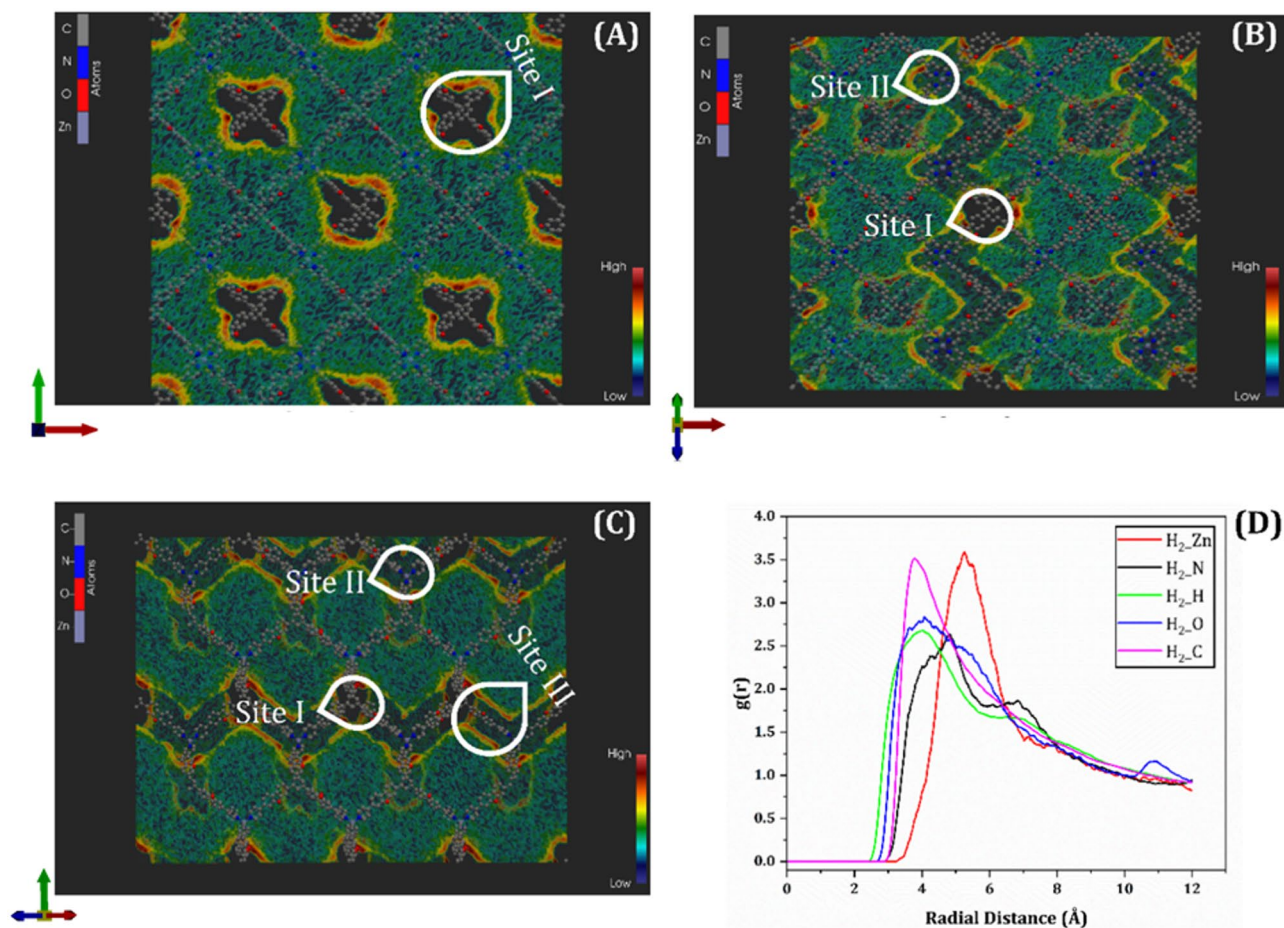 (A)
C
N
O
Zn
Atoms
Site I
High
Low
(B)
C
N
O
Zn
Atoms
Site II
Site I
High
Low
(C)
C
N
O
Zn
Atoms
Site II
Site I
Site III
High
Low
(D)
4.0
3.5
3.0
2.5
2.0
1.5
1.0
0.5
0.0
g(r)
H₂_Zn
H₂_N
H₂_H
H₂_O
H₂_C
0 2 4 6 8 10 12
Radial Distance (Å)